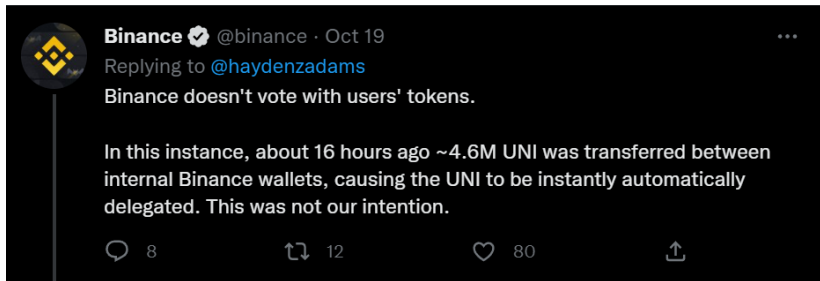 Binance @binance · Oct 19
Replying to @haydenzadams
Binance doesn't vote with users' tokens.
In this instance, about 16 hours ago ~4.6M UNI was transferred between
internal Binance wallets, causing the UNI to be instantly automatically
delegated. This was not our intention.
8 12 80